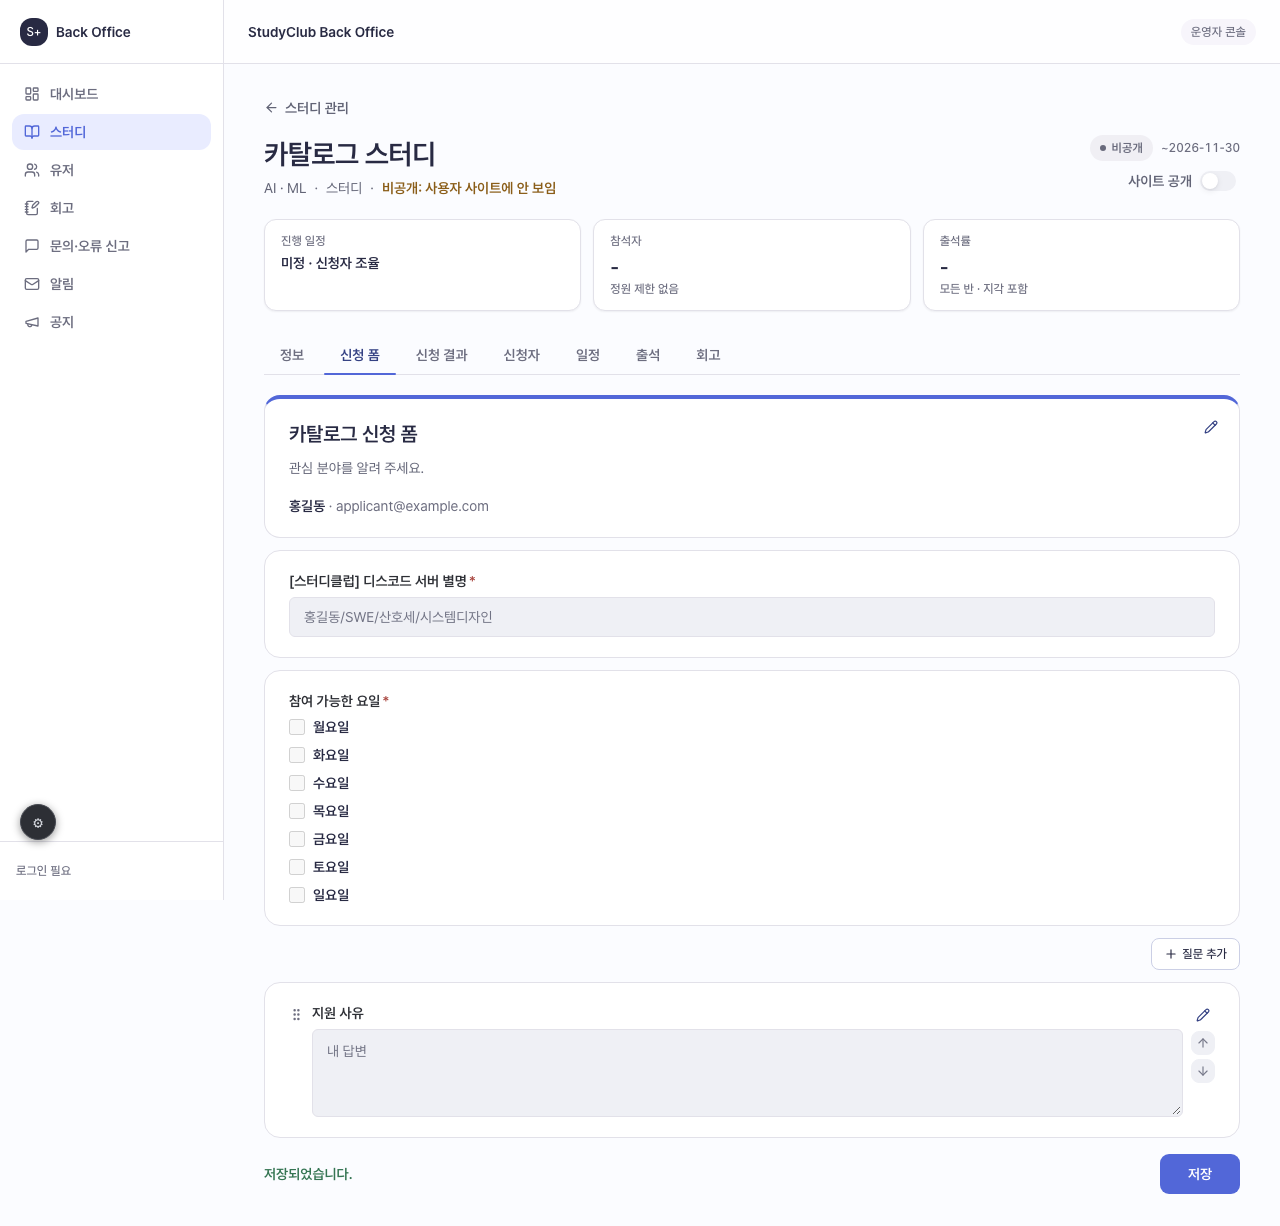 S+ Back Office
StudyClub Back Office
운영자 콘솔
대시보드
스터디
유저
회고
문의·오류 신고
알림
공지
로그인 필요
스터디 관리
카탈로그 스터디
비공개 ~2026-11-30
AI · ML · 스터디 · 비공개: 사용자 사이트에 안 보임
사이트 공개
진행 일정
미정 · 신청자 조율
참석자
–
정원 제한 없음
출석률
–
모든 반 · 지각 포함
정보 신청 폼 신청 결과 신청자 일정 출석 회고
카탈로그 신청 폼
관심 분야를 알려 주세요.
홍길동 · applicant@example.com
[스터디클럽] 디스코드 서버 별명 *
홍길동/SWE/산호세/시스템디자인
참여 가능한 요일 *
월요일
화요일
수요일
목요일
금요일
토요일
일요일
질문 추가
지원 사유
내 답변
저장되었습니다.
저장